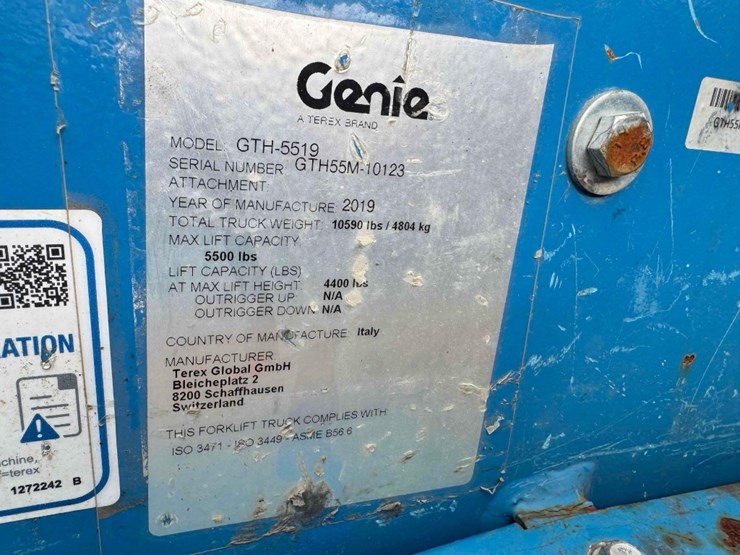 Genie
A TEREX BRAND
MODEL: GTH-5519
SERIAL NUMBER: GTH55M-10123
ATTACHMENT:
YEAR OF MANUFACTURE: 2019
TOTAL TRUCK WEIGHT: 10590 lbs / 4804 kg
MAX LIFT CAPACITY
5500 lbs
LIFT CAPACITY (LBS)
AT MAX LIFT HEIGHT: 4400 lbs
OUTRIGGER UP: N/A
OUTRIGGER DOWN: N/A
COUNTRY OF MANUFACTURE: Italy
MANUFACTURER:
Terex Global GmbH
Bleicheplatz 2
8200 Schaffhausen
Switzerland
THIS FORKLIFT TRUCK COMPLIES WITH
ISO 3471 - ISO 3449 - ASME B56.6
ATION
chine,
=terex
1272242 B
GTH55